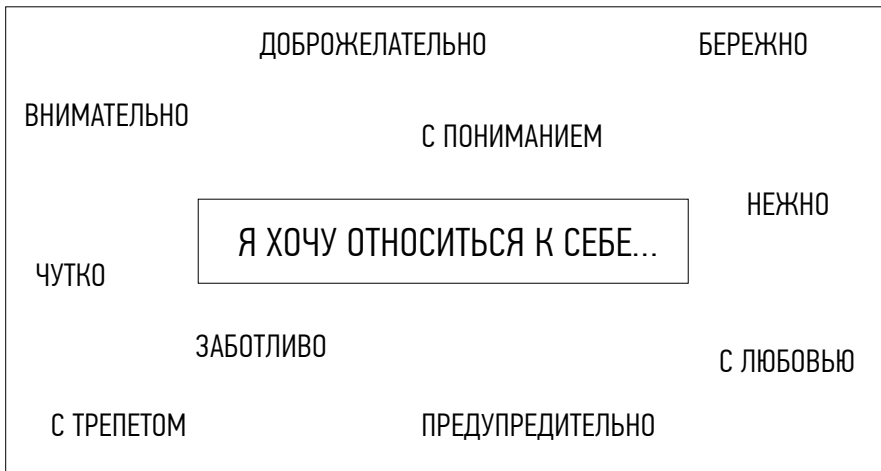 ДОБРОЖЕЛАТЕЛЬНО
БЕРЕЖНО
ВНИМАТЕЛЬНО
С ПОНИМАНИЕМ
НЕЖНО
Я ХОЧУ ОТНОСИТЬСЯ К СЕБЕ...
ЧУТКО
ЗАБОТЛИВО
С ЛЮБОВЬЮ
С ТРЕПЕТОМ
ПРЕДУПРЕДИТЕЛЬНО